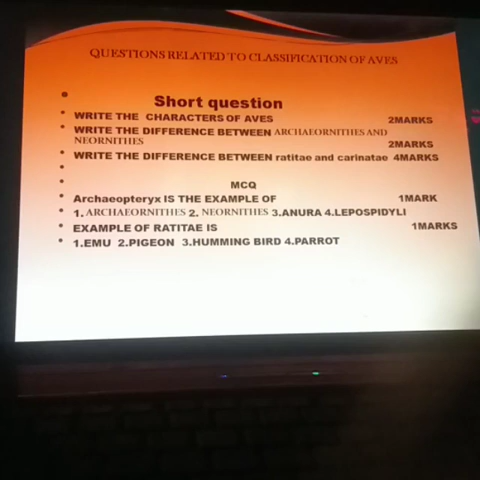 QUESTIONS RELATED TO CLASSIFICATION OF AVES
Short question
WRITE THE CHARACTERS OF AVES 2MARKS
WRITE THE DIFFERENCE BETWEEN ARCHAEORNITHES AND
NEORNITHES 2MARKS
WRITE THE DIFFERENCE BETWEEN ratitae and carinatae 4MARKS
MCQ
Archaeopteryx IS THE EXAMPLE OF 1MARK
1. ARCHAEORNITHES 2. NEORNITHES 3.ANURA 4.LEPOSPIDYLI
EXAMPLE OF RATITAE IS 1MARKS
1.EMU 2.PIGEON 3.HUMMING BIRD 4.PARROT